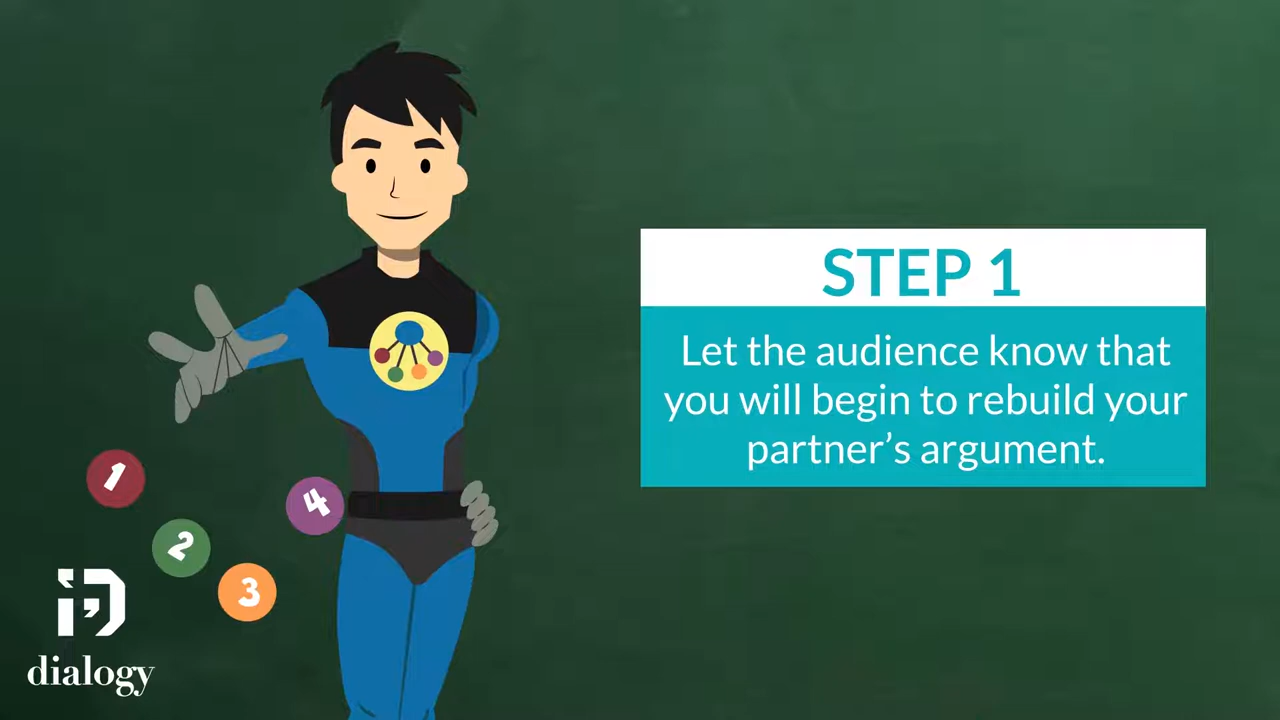 STEP 1
Let the audience know that
you will begin to rebuild your
partner's argument.
1
2
3
4
dialogy